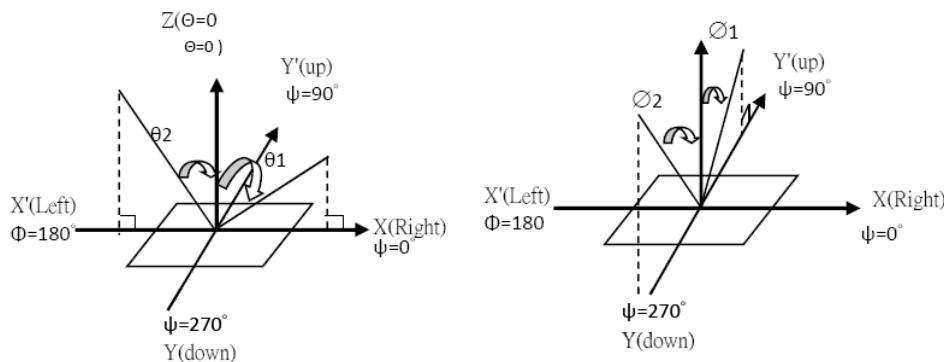 Z(Θ=0
Θ=0 )
Y'(up)
ψ=90°
θ2
θ1
X'(Left)
Φ=180°
X(Right)
ψ=0°
ψ=270°
Y(down)
∅1
Y'(up)
ψ=90°
∅2
X'(Left)
Φ=180
X(Right)
ψ=0°
ψ=270°
Y(down)